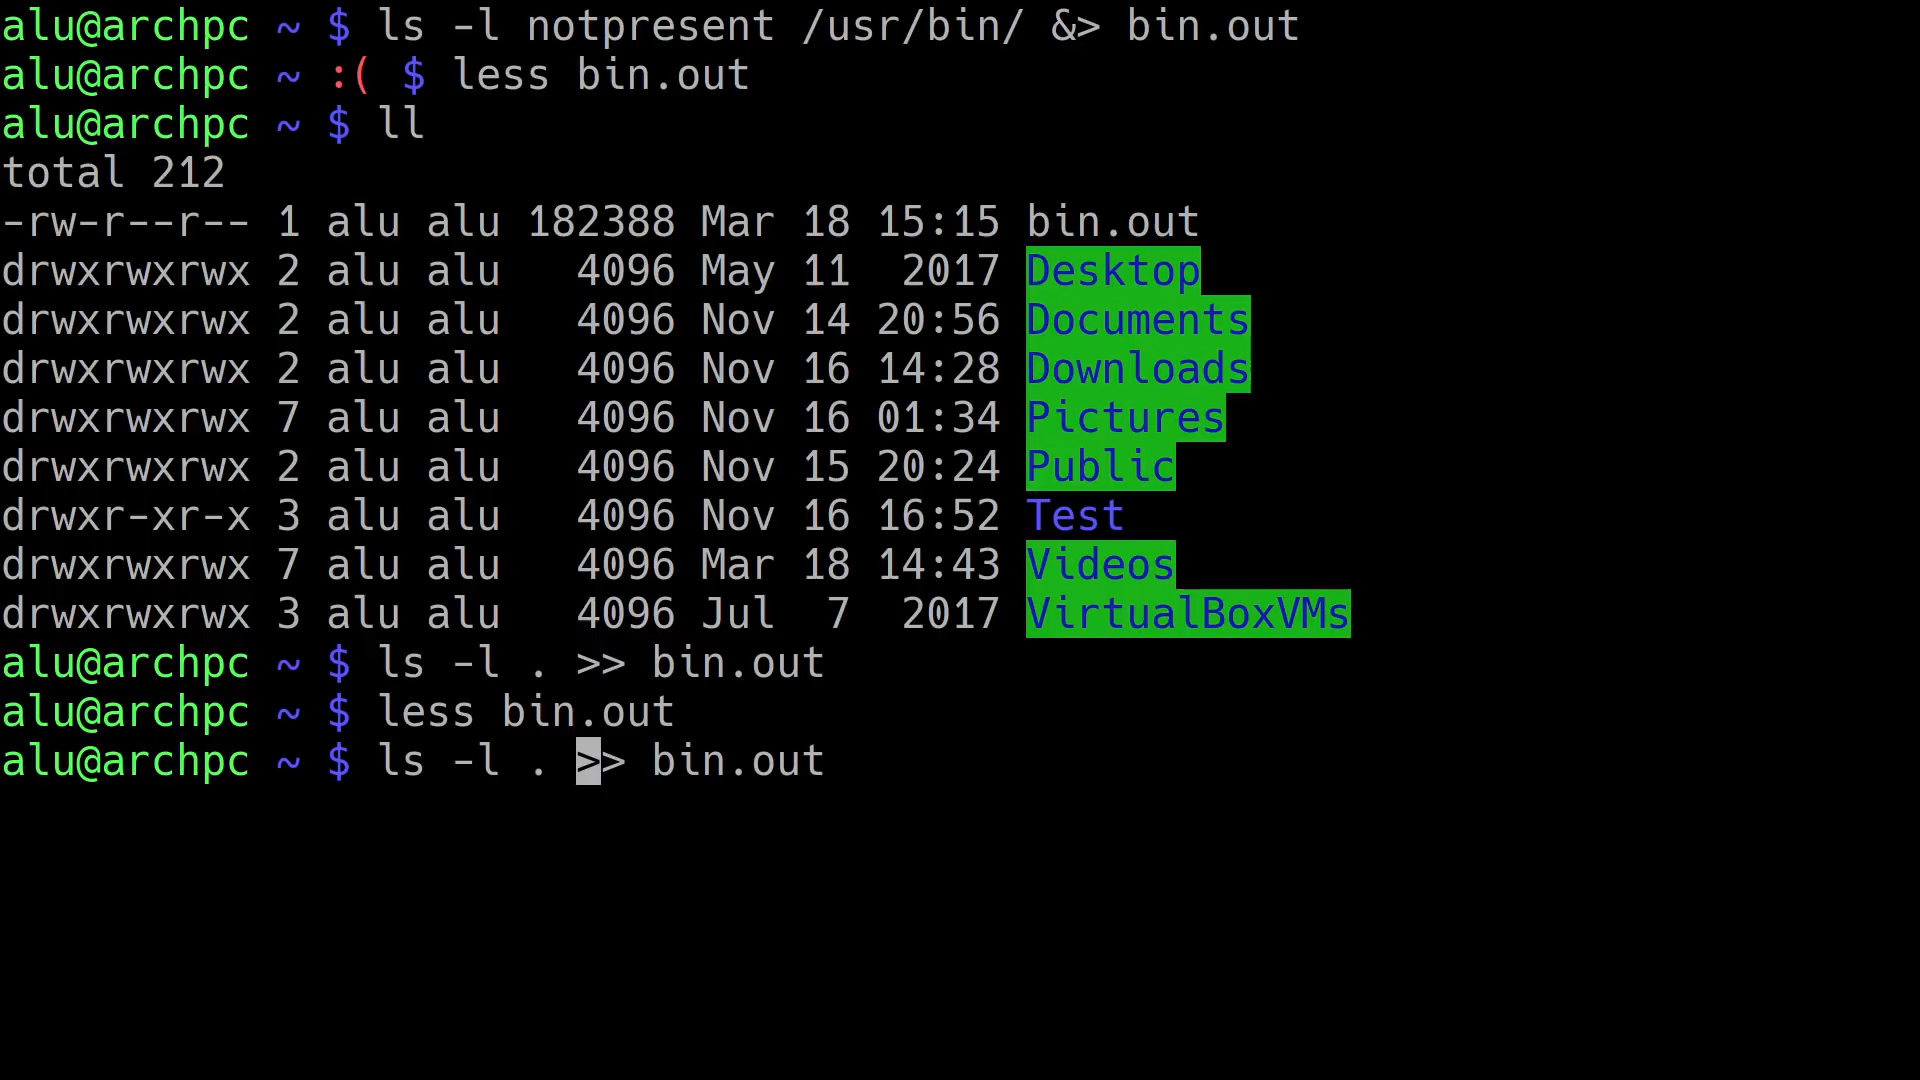 alu@archpc ~ $ ls -l notpresent /usr/bin/ &> bin.out
alu@archpc ~ :( $ less bin.out
alu@archpc ~ $ ll
total 212
-rw-r--r-- 1 alu alu 182388 Mar 18 15:15 bin.out
drwxrwxrwx 2 alu alu   4096 May 11  2017 Desktop
drwxrwxrwx 2 alu alu   4096 Nov 14 20:56 Documents
drwxrwxrwx 2 alu alu   4096 Nov 16 14:28 Downloads
drwxrwxrwx 7 alu alu   4096 Nov 16 01:34 Pictures
drwxrwxrwx 2 alu alu   4096 Nov 15 20:24 Public
drwxr-xr-x 3 alu alu   4096 Nov 16 16:52 Test
drwxrwxrwx 7 alu alu   4096 Mar 18 14:43 Videos
drwxrwxrwx 3 alu alu   4096 Jul  7  2017 VirtualBoxVMs
alu@archpc ~ $ ls -l . >> bin.out
alu@archpc ~ $ less bin.out
alu@archpc ~ $ ls -l . >> bin.out